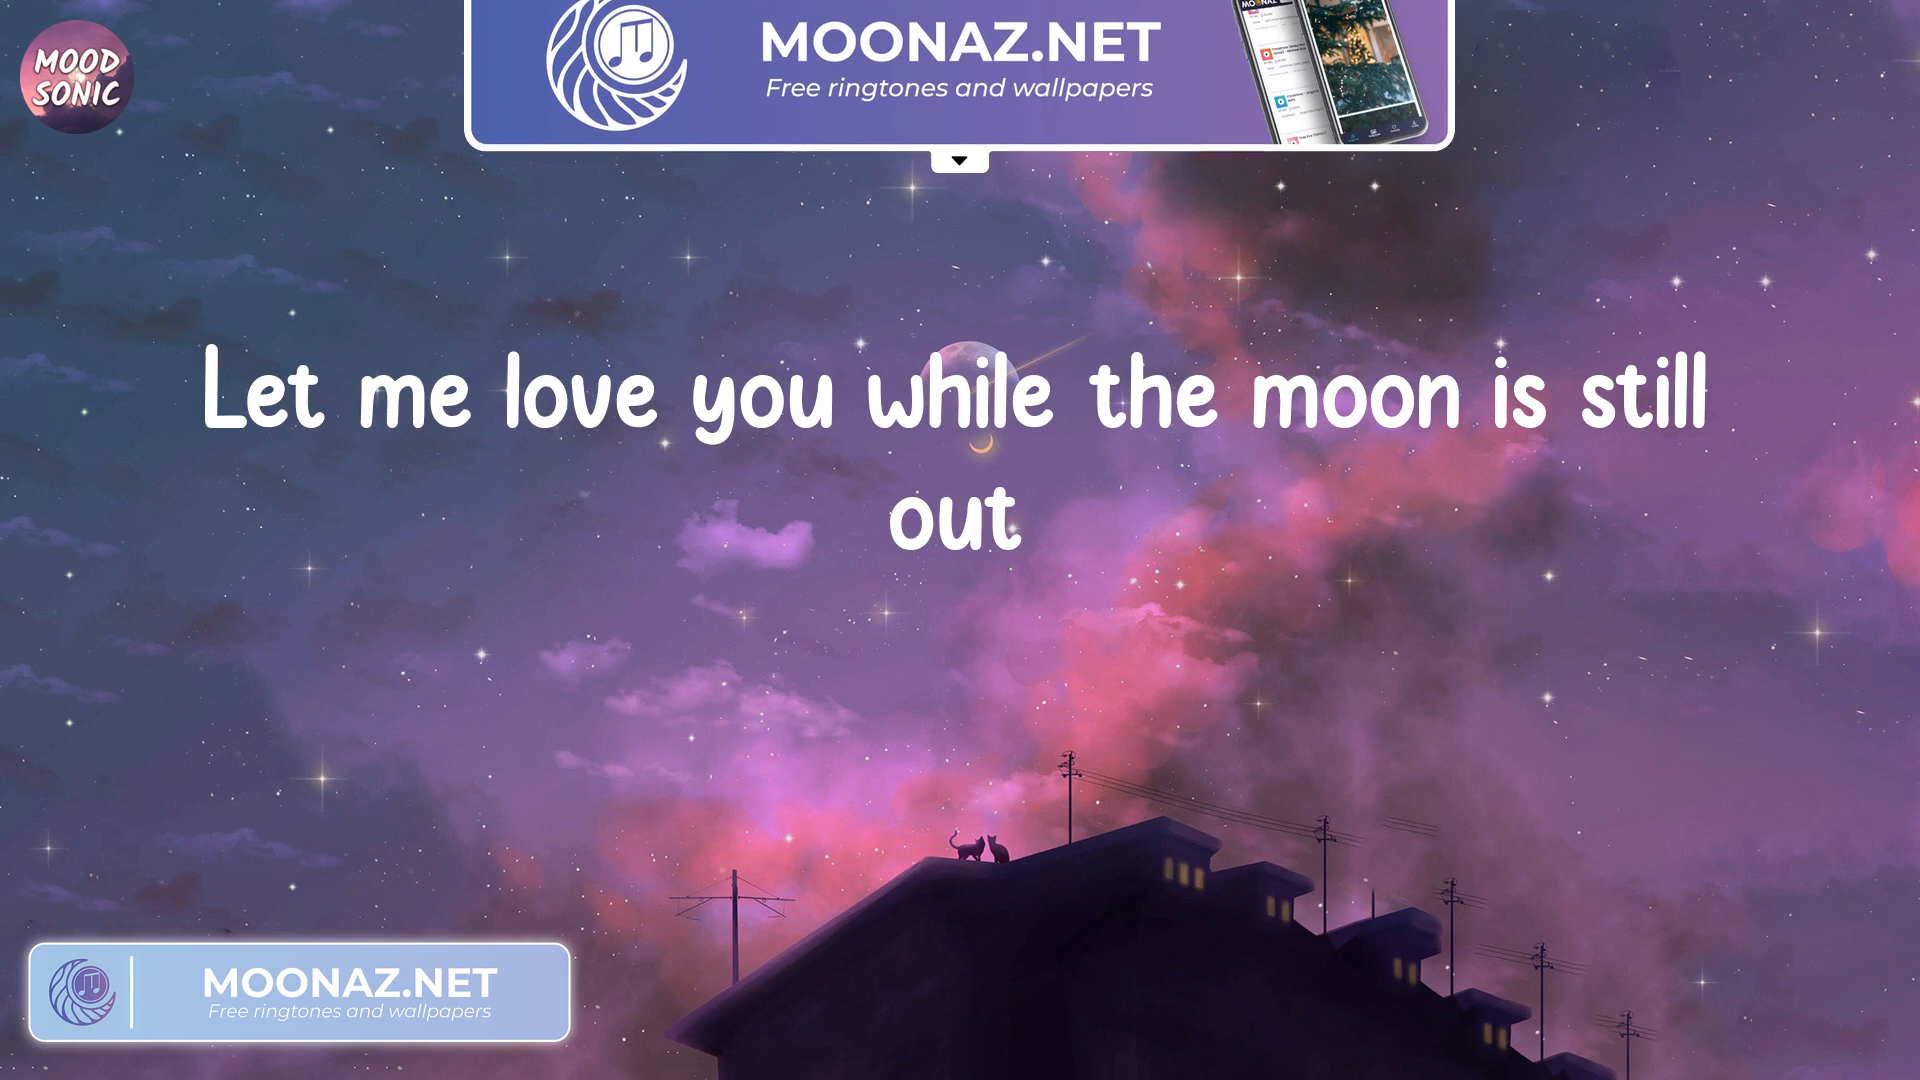 MOOD
SONIC
MOONAZ.NET
Free ringtones and wallpapers
Let me love you while the moon is still
out
MOONAZ.NET
Free ringtones and wallpapers